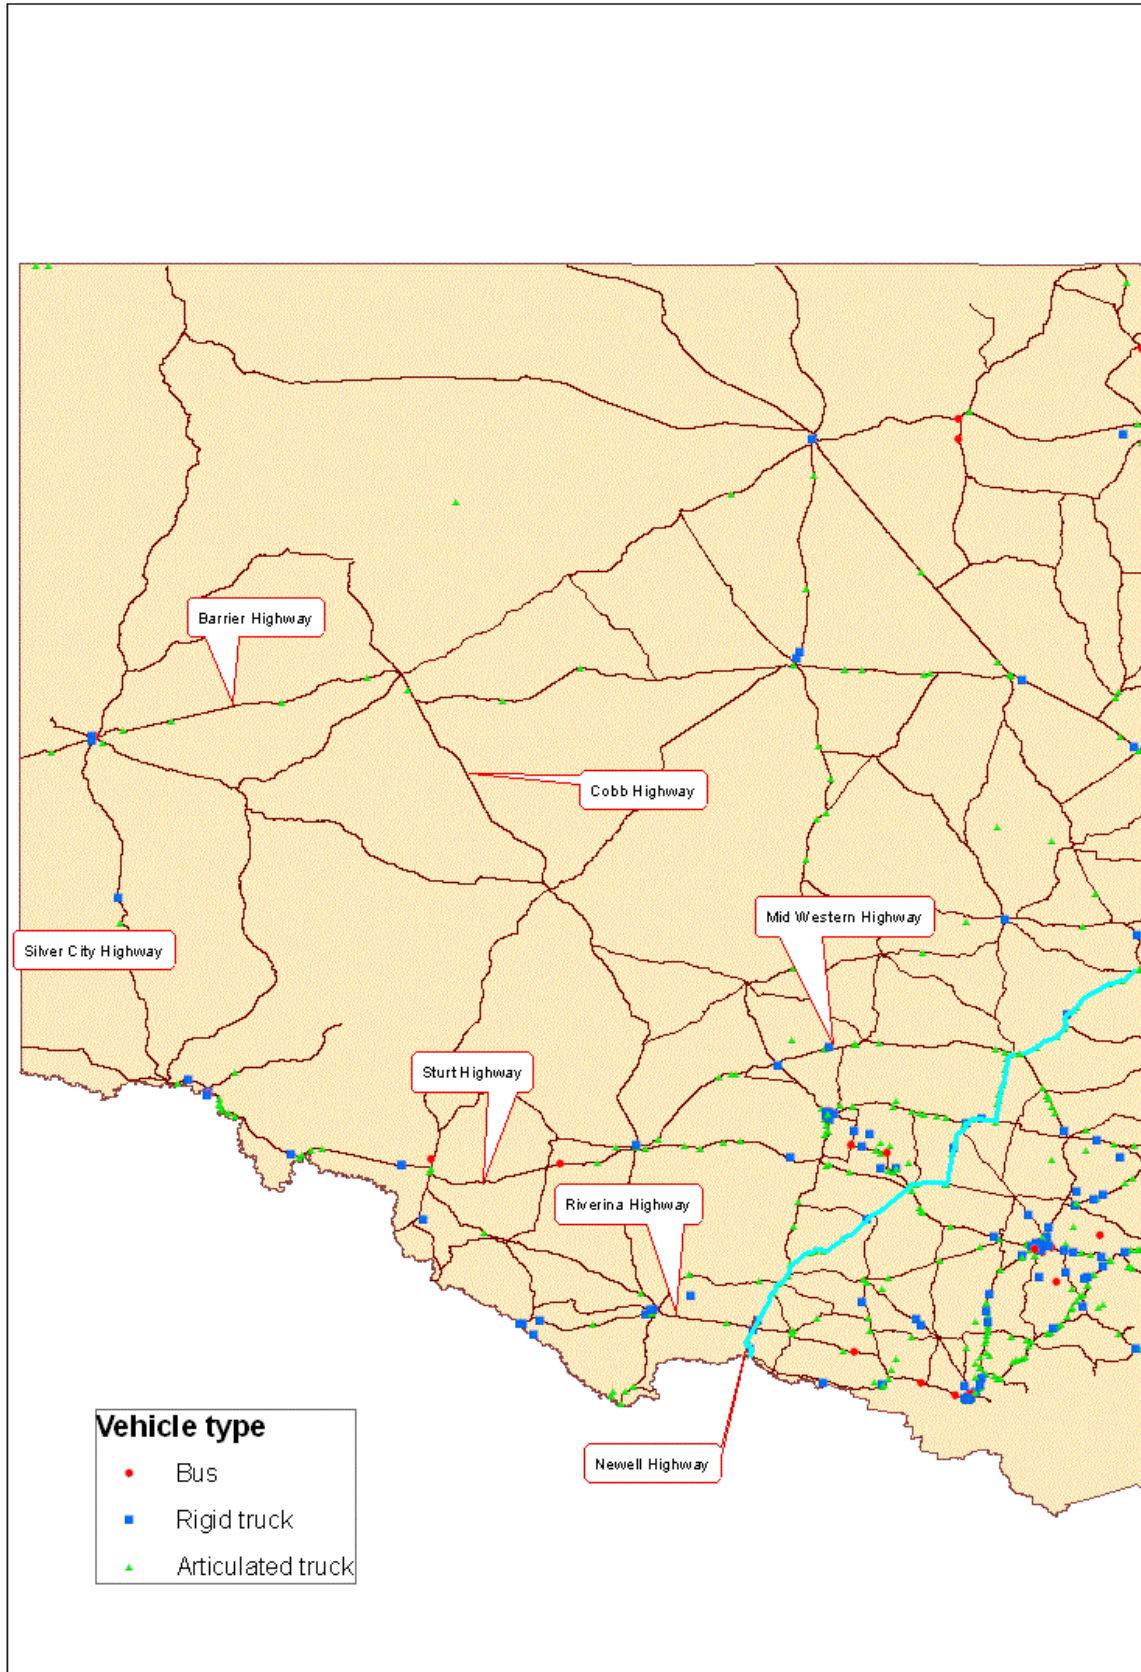 Barrier Highway
Cobb Highway
Mid Western Highway
Silver City Highway
Sturt Highway
Riverina Highway
Newell Highway
Vehicle type
Bus
Rigid truck
Articulated truck